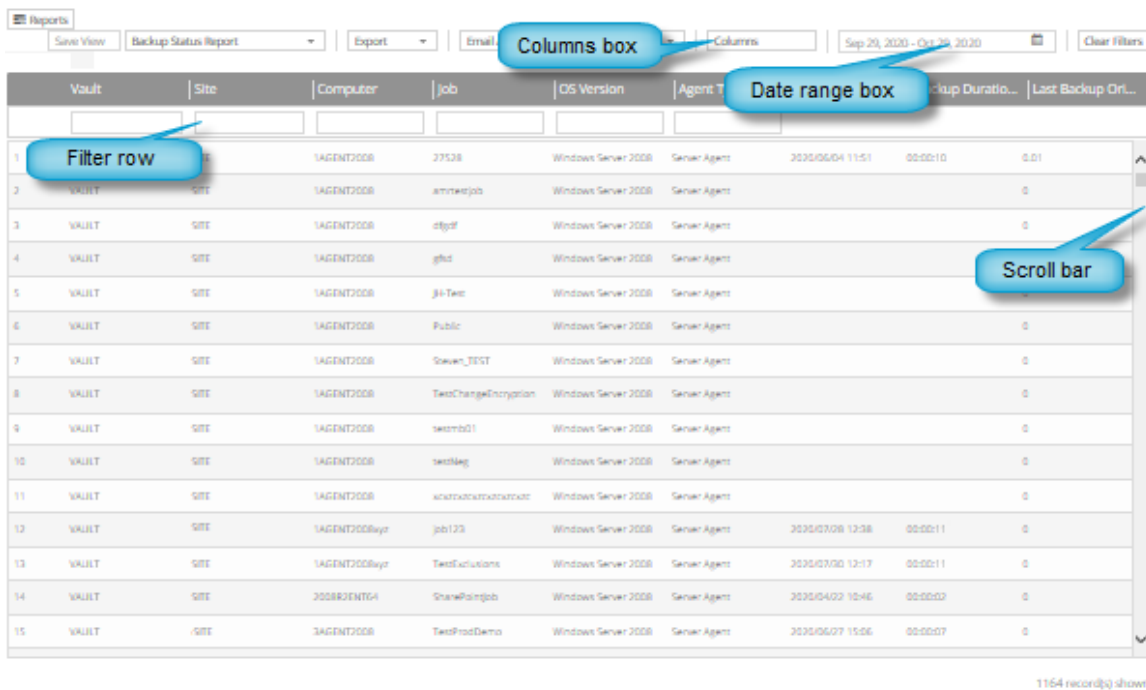 Reports
Save View Backup Status Report Export Email Columns box Columns Sep 29, 2020 - Oct 29, 2020 Clear Filters
Date range box
Vault Site Computer Job OS Version Agent T ckup Duratio... Last Backup Ori...
Filter row
1 1AGENT2008 27528 Windows Server 2008 Server Agent 2020/06/04 11:51 00:00:10 0.01
2 VAULT SITE 1AGENT2008 amrtestjob Windows Server 2008 Server Agent 0
3 VAULT SITE 1AGENT2008 Windows Server 2008 Server Agent 0
4 VAULT SITE 1AGENT2008 Windows Server 2008 Server Agent
Scroll bar
5 VAULT SITE 1AGENT2008 JH-Test Windows Server 2008 Server Agent
6 VAULT SITE 1AGENT2008 Public Windows Server 2008 Server Agent 0
7 VAULT SITE 1AGENT2008 Steven_TEST Windows Server 2008 Server Agent 0
8 VAULT SITE 1AGENT2008 TestChangeEncryption Windows Server 2008 Server Agent 0
9 VAULT SITE 1AGENT2008 testmb01 Windows Server 2008 Server Agent 0
10 VAULT SITE 1AGENT2008 testNeg Windows Server 2008 Server Agent 0
11 VAULT SITE 1AGENT2008 Windows Server 2008 Server Agent 0
12 VAULT SITE 1AGENT2008xyz job123 Windows Server 2008 Server Agent 2020/07/28 12:38 00:00:11 0
13 VAULT SITE 1AGENT2008xyz TestExclusions Windows Server 2008 Server Agent 2020/07/30 12:17 00:00:11 0
14 VAULT SITE 2008R2ENT64 SharePointJob Windows Server 2008 Server Agent 2020/04/22 10:46 00:00:02 0
15 VAULT SITE 3AGENT2008 TestProdDemo Windows Server 2008 Server Agent 2020/06/27 15:06 00:00:07 0
1164 record(s) shown